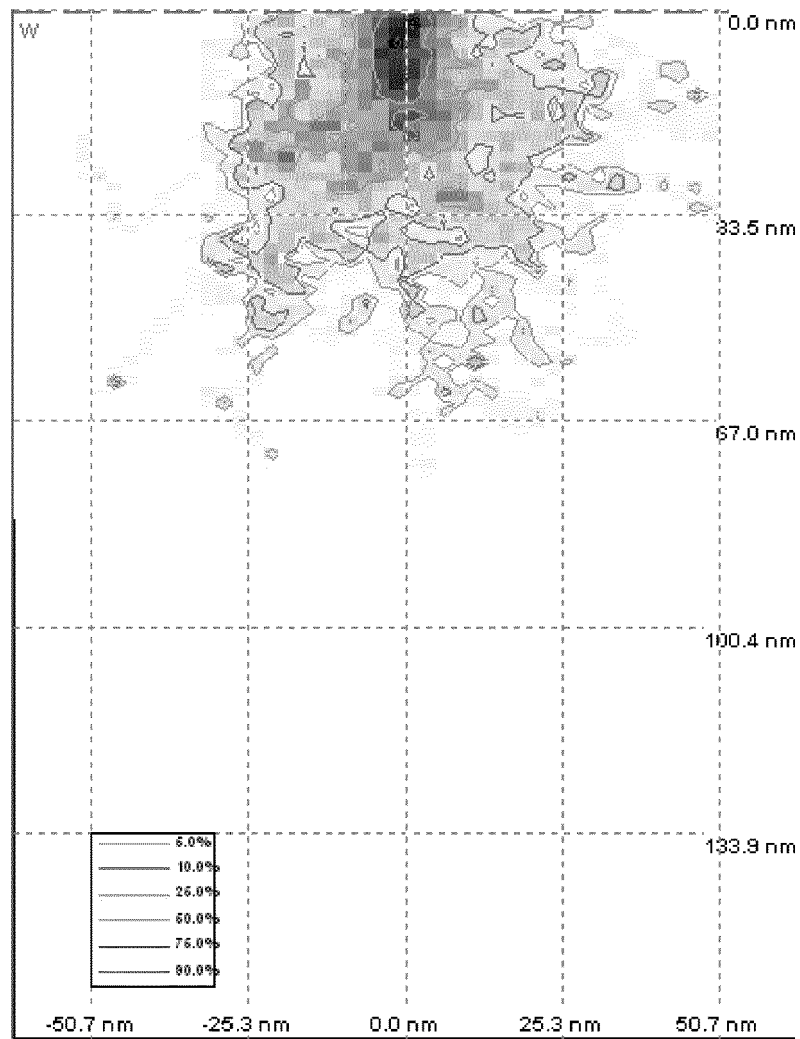 W
0.0 nm
33.5 nm
67.0 nm
100.4 nm
133.9 nm
5.0%
10.0%
25.0%
50.0%
75.0%
90.0%
-50.7 nm
-25.3 nm
0.0 nm
25.3 nm
50.7 nm